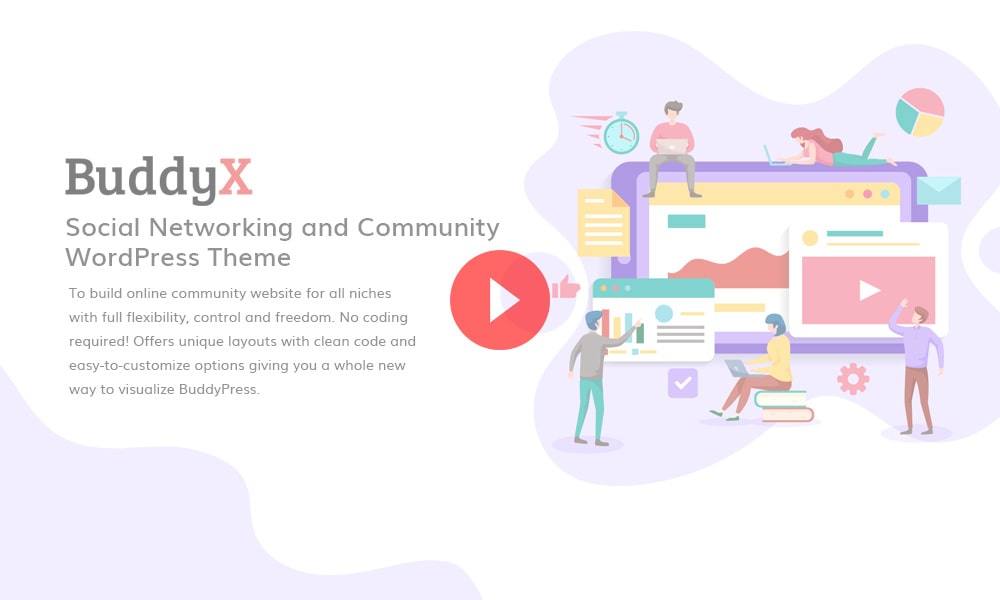 BuddyX
Social Networking and Community
WordPress Theme
To build online community website for all niches
with full flexibility, control and freedom. No coding
required! Offers unique layouts with clean code and
easy-to-customize options giving you a whole new
way to visualize BuddyPress.